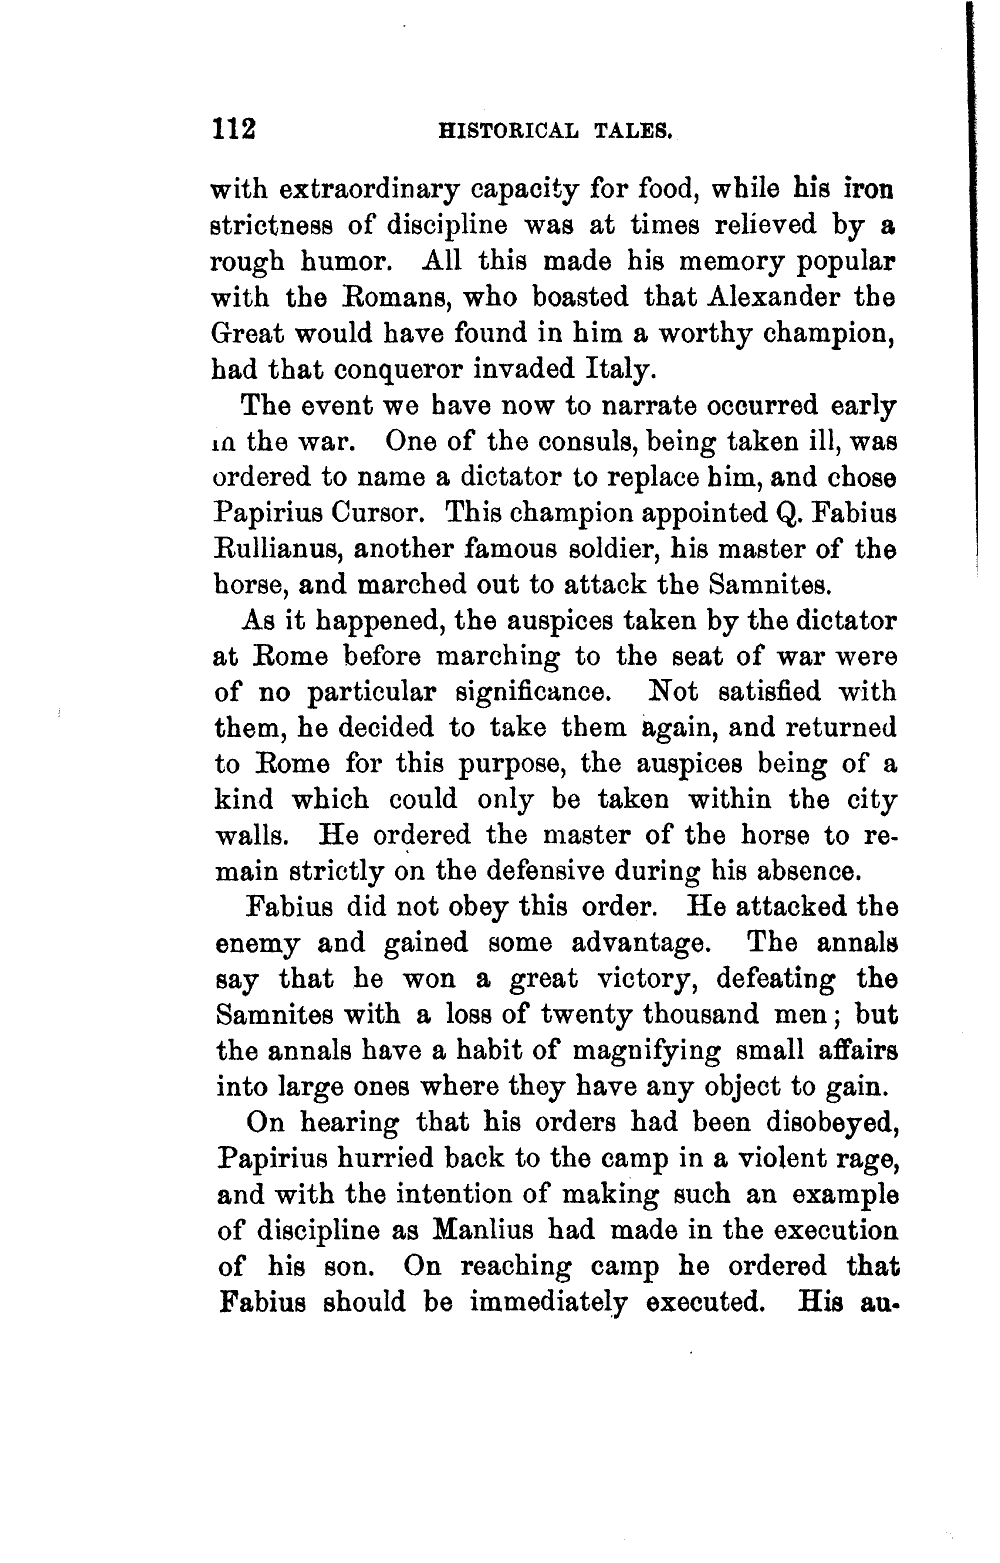 112 HISTORICAL TALES.
with extraordinary capacity for food, while his iron
strictness of discipline was at times relieved by a
rough humor. All this made his memory popular
with the Romans, who boasted that Alexander the
Great would have found in him a worthy champion,
had that conqueror invaded Italy.
The event we have now to narrate occurred early
in the war. One of the consuls, being taken ill, was
ordered to name a dictator to replace him, and chose
Papirius Cursor. This champion appointed Q. Fabius
Rullianus, another famous soldier, his master of the
horse, and marched out to attack the Samnites.
As it happened, the auspices taken by the dictator
at Rome before marching to the seat of war were
of no particular significance. Not satisfied with
them, he decided to take them again, and returned
to Rome for this purpose, the auspices being of a
kind which could only be taken within the city
walls. He ordered the master of the horse to re-
main strictly on the defensive during his absence.
Fabius did not obey this order. He attacked the
enemy and gained some advantage. The annals
say that he won a great victory, defeating the
Samnites with a loss of twenty thousand men; but
the annals have a habit of magnifying small affairs
into large ones where they have any object to gain.
On hearing that his orders had been disobeyed,
Papirius hurried back to the camp in a violent rage,
and with the intention of making such an example
of discipline as Manlius had made in the execution
of his son. On reaching camp he ordered that
Fabius should be immediately executed. His au-